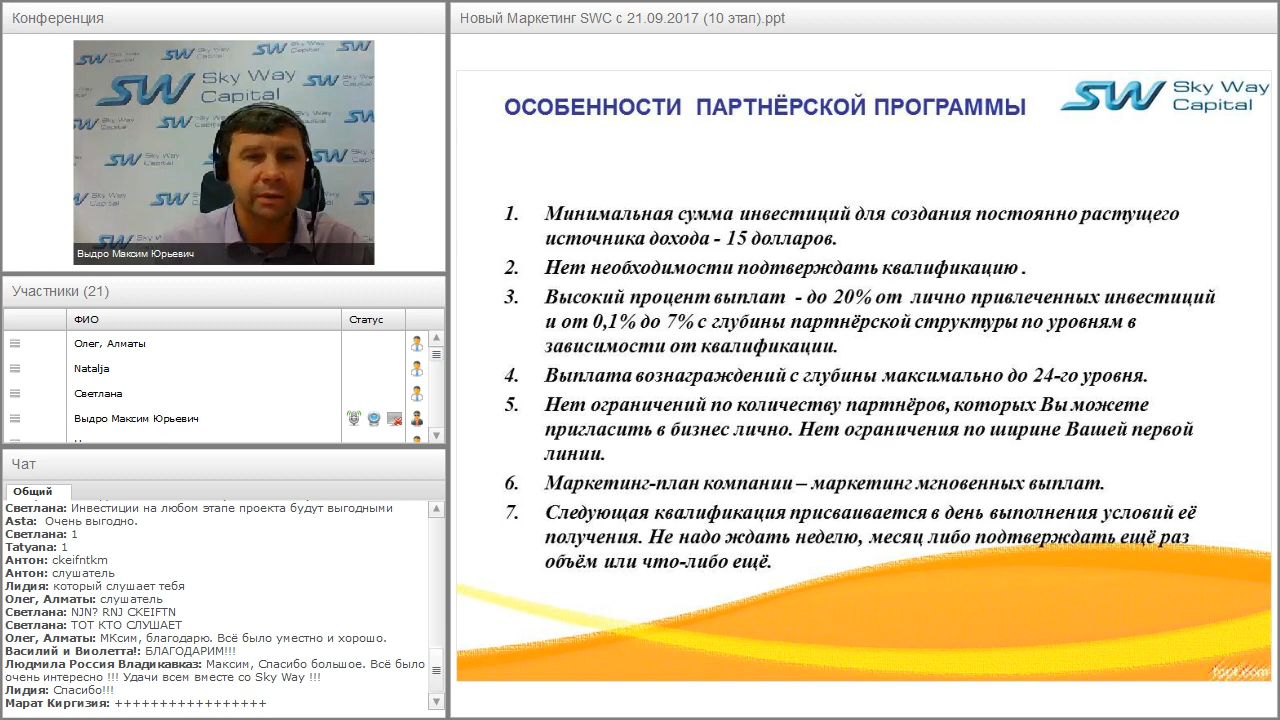 Конференция
SW Sky Way
Capital
Выдро Максим Юрьевич
Участники (21)
ФИО Статус
Олег, Алматы
Natalja
Светлана
Выдро Максим Юрьевич
Чат
Общий
Светлана: Инвестиции на любом этапе проекта будут выгодными
Asta: Очень выгодно.
Светлана: 1
Tatyana: 1
Антон: ckeifntkm
Антон: слушатель
Лидия: который слушает тебя
Олег, Алматы: слушатель
Светлана: NJN? RNJ CKEIFTN
Светлана: ТОТ КТО СЛУШАЕТ
Олег, Алматы: МКсим, благодарю. Всё было уместно и хорошо.
Василий и Виолетта!: БЛАГОДАРИМ!!!
Людмила Россия Владикавказ: Максим, Спасибо большое. Всё было
очень интересно !!! Удачи всем вместе со Sky Way !!!
Лидия: Спасибо!!!
Марат Киргизия: +++++++++++++++++
Новый Маркетинг SWC с 21.09.2017 (10 этап).ppt
ОСОБЕННОСТИ ПАРТНЁРСКОЙ ПРОГРАММЫ
SW Sky Way
Capital
1. Минимальная сумма инвестиций для создания постоянно растущего
источника дохода - 15 долларов.
2. Нет необходимости подтверждать квалификацию .
3. Высокий процент выплат - до 20% от лично привлеченных инвестиций
и от 0,1% до 7% с глубины партнёрской структуры по уровням в
зависимости от квалификации.
4. Выплата вознаграждений с глубины максимально до 24-го уровня.
5. Нет ограничений по количеству партнёров, которых Вы можете
пригласить в бизнес лично. Нет ограничения по ширине Вашей первой
линии.
6. Маркетинг-план компании – маркетинг мгновенных выплат.
7. Следующая квалификация присваивается в день выполнения условий её
получения. Не надо ждать неделю, месяц либо подтверждать ещё раз
объём или что-либо ещё.
fppt.com